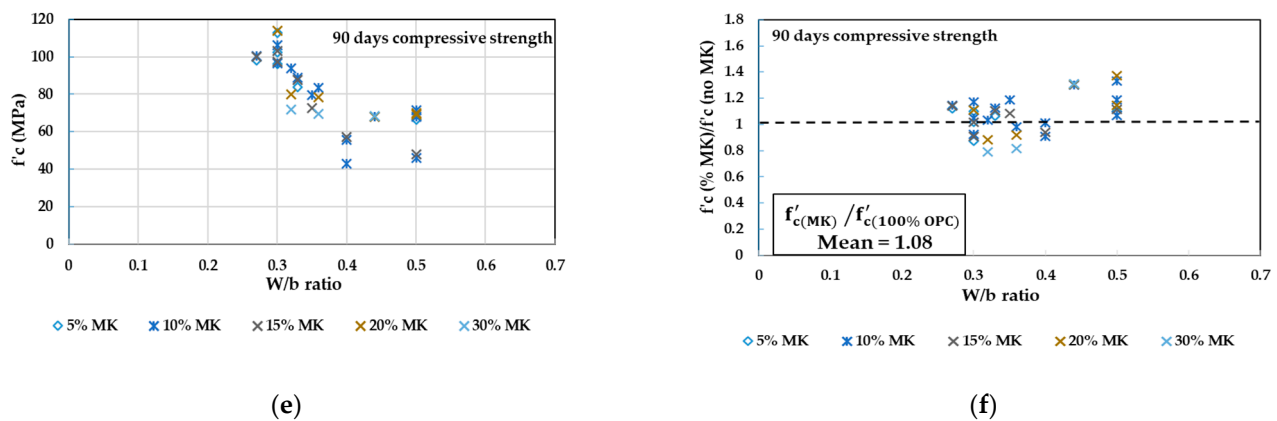 120
100
80
60
40
20
0
f'c (MPa)
90 days compressive strength
0 0.1 0.2 0.3 0.4 0.5 0.6 0.7
W/b ratio
5% MK 10% MK 15% MK 20% MK 30% MK
(e)
1.8
1.6
1.4
1.2
1
0.8
0.6
0.4
0.2
0
f'c (% MK)/f'c (no MK)
90 days compressive strength
f′c(MK) /f′c(100% OPC)
Mean = 1.08
0 0.1 0.2 0.3 0.4 0.5 0.6 0.7
W/b ratio
5% MK 10% MK 15% MK 20% MK 30% MK
(f)